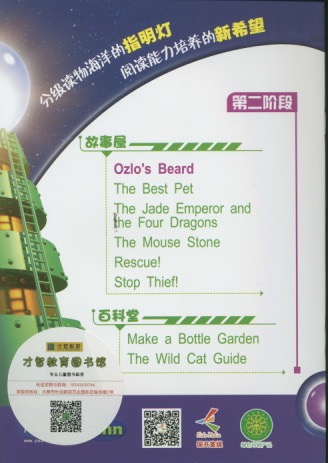 分级读物海洋的指明灯
阅读能力培养的新希望
第二阶段
故事屋
Ozlo's Beard
The Best Pet
The Jade Emperor and
the Four Dragons
The Mouse Stone
Rescue!
Stop Thief!
百科堂
Make a Bottle Garden
The Wild Cat Guide
才智教育图书馆